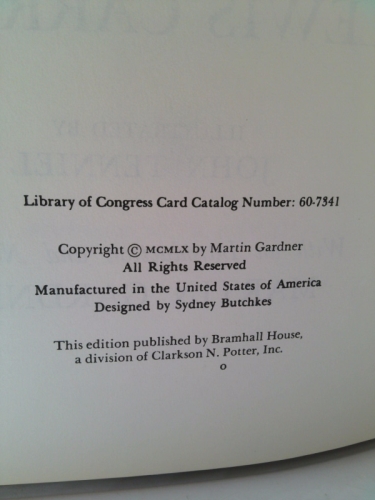 Library of Congress Card Catalog Number: 60-7341
Copyright © MCMLX by Martin Gardner
All Rights Reserved
Manufactured in the United States of America
Designed by Sydney Butchkes
This edition published by Bramhall House,
a division of Clarkson N. Potter, Inc.
o